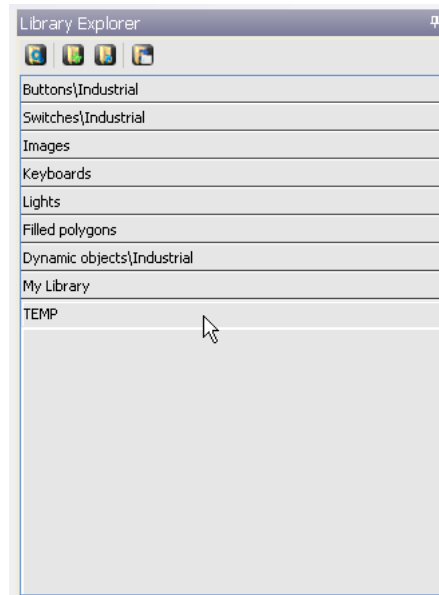 Library Explorer
Buttons\Industrial
Switches\Industrial
Images
Keyboards
Lights
Filled polygons
Dynamic objects\Industrial
My Library
TEMP